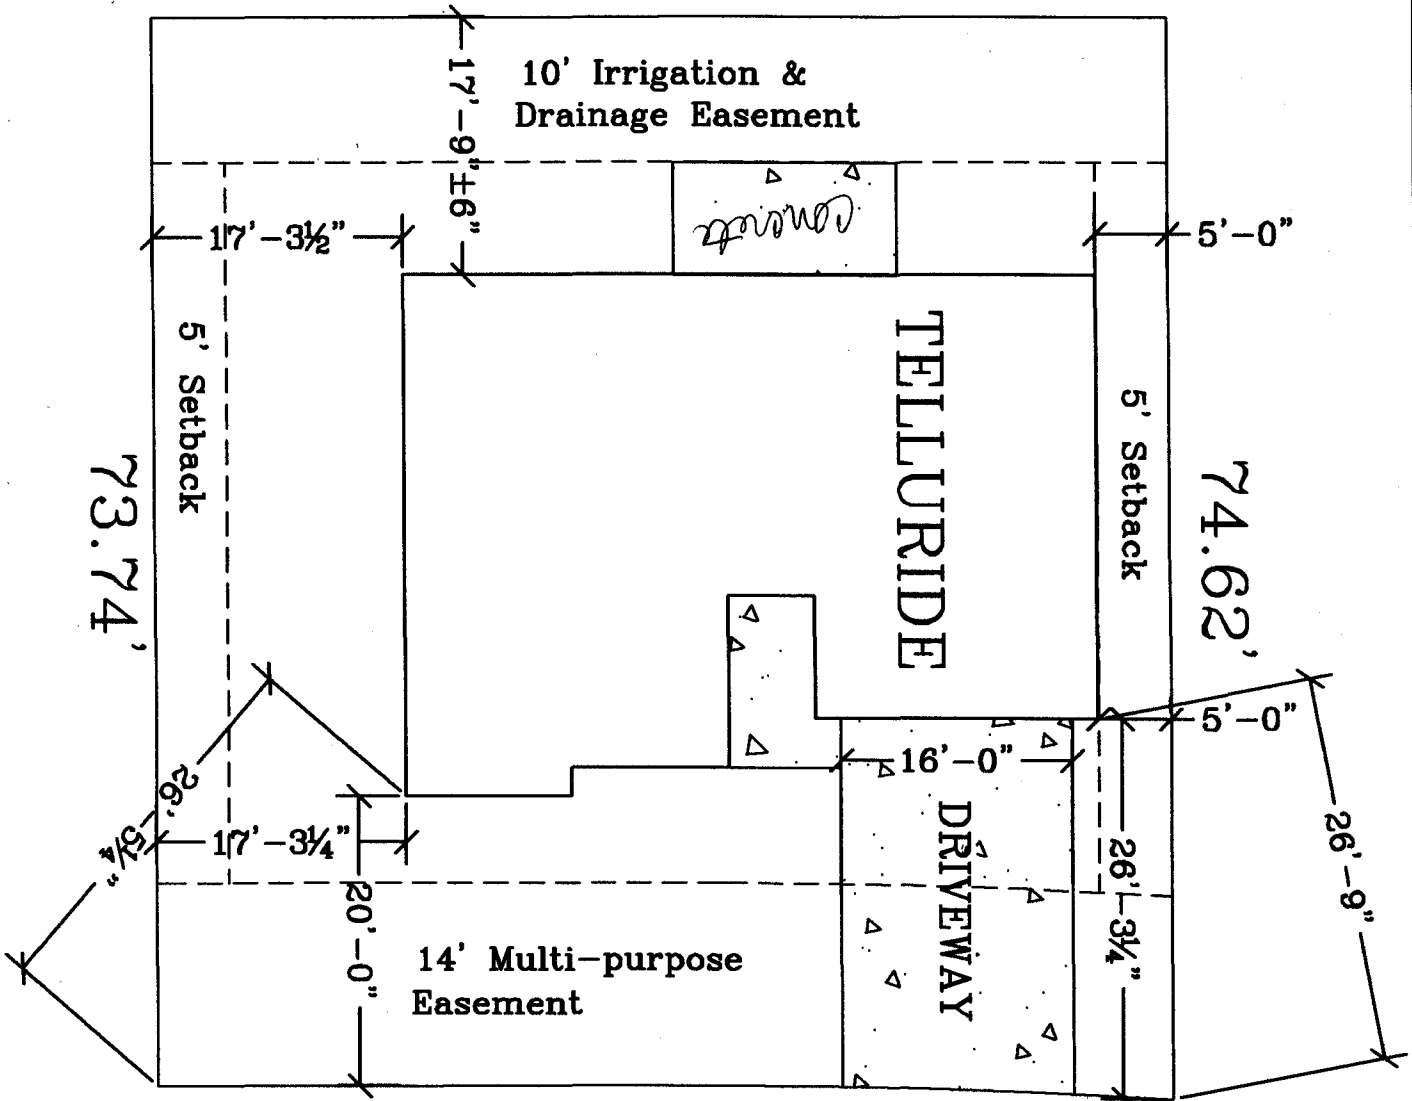 10' Irrigation &
Drainage Easement
17'-9"±6"
concrete
17'-3½"
5'-0"
5' Setback
TELLURIDE
5' Setback
73.74'
74.62'
5'-0"
16'-0"
26'-5¼"
17'-3¼"
DRIVEWAY
26'-3¼"
26'-9"
20'-0"
14' Multi-purpose
Easement